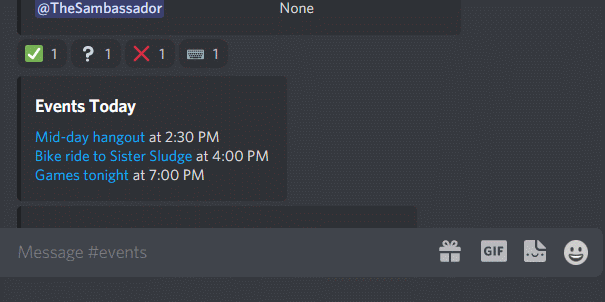 @TheSambassador None
✅ 1 ❓ 1 ❌ 1 ⌨ 1
Events Today
Mid-day hangout at 2:30 PM
Bike ride to Sister Sludge at 4:00 PM
Games tonight at 7:00 PM
Message #events
GIF